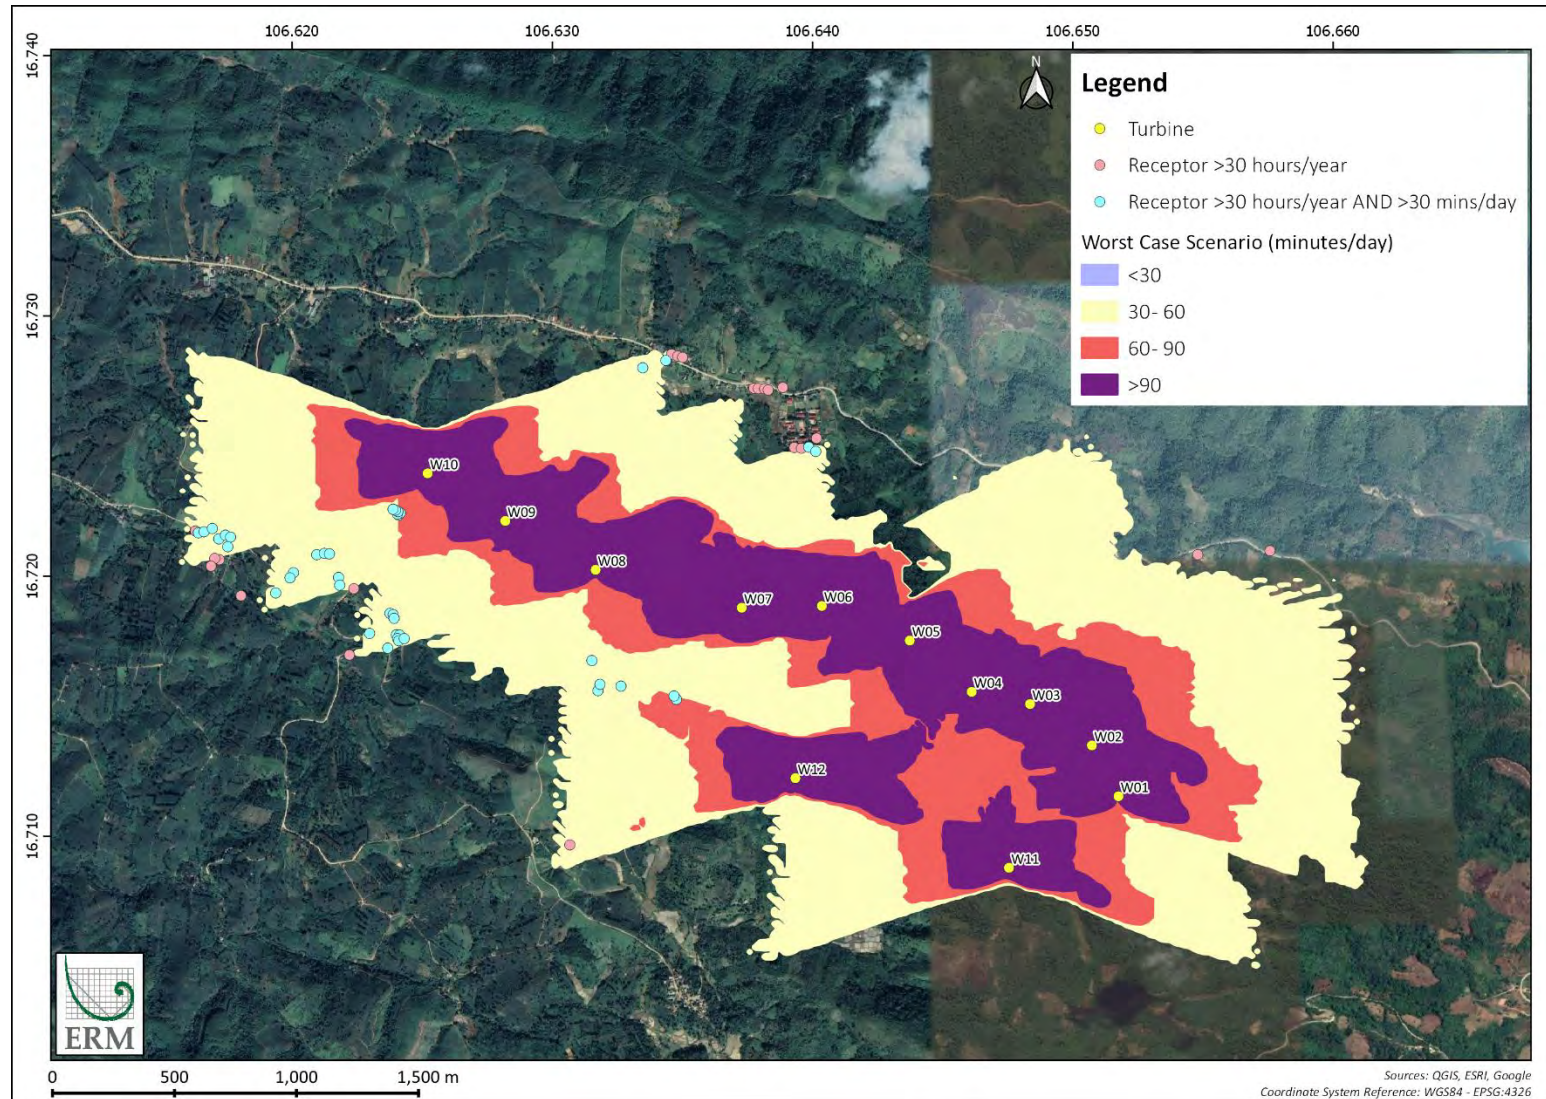 106.620 106.630 106.640 106.650 106.660
16.740
16.730
16.720
16.710
N
Legend
Turbine
Receptor >30 hours/year
Receptor >30 hours/year AND >30 mins/day
Worst Case Scenario (minutes/day)
<30
30- 60
60- 90
>90
W10
W09
W08
W07
W06
W05
W04
W03
W02
W01
W12
W11
ERM
0 500 1,000 1,500 m
Sources: QGIS, ESRI, Google
Coordinate System Reference: WGS84 - EPSG:4326